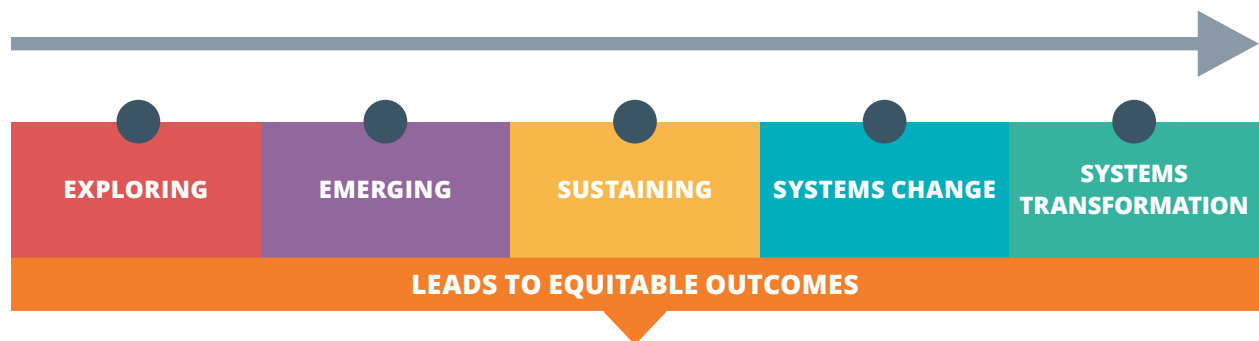 EXPLORING
EMERGING
SUSTAINING
SYSTEMS CHANGE
SYSTEMS
TRANSFORMATION
LEADS TO EQUITABLE OUTCOMES